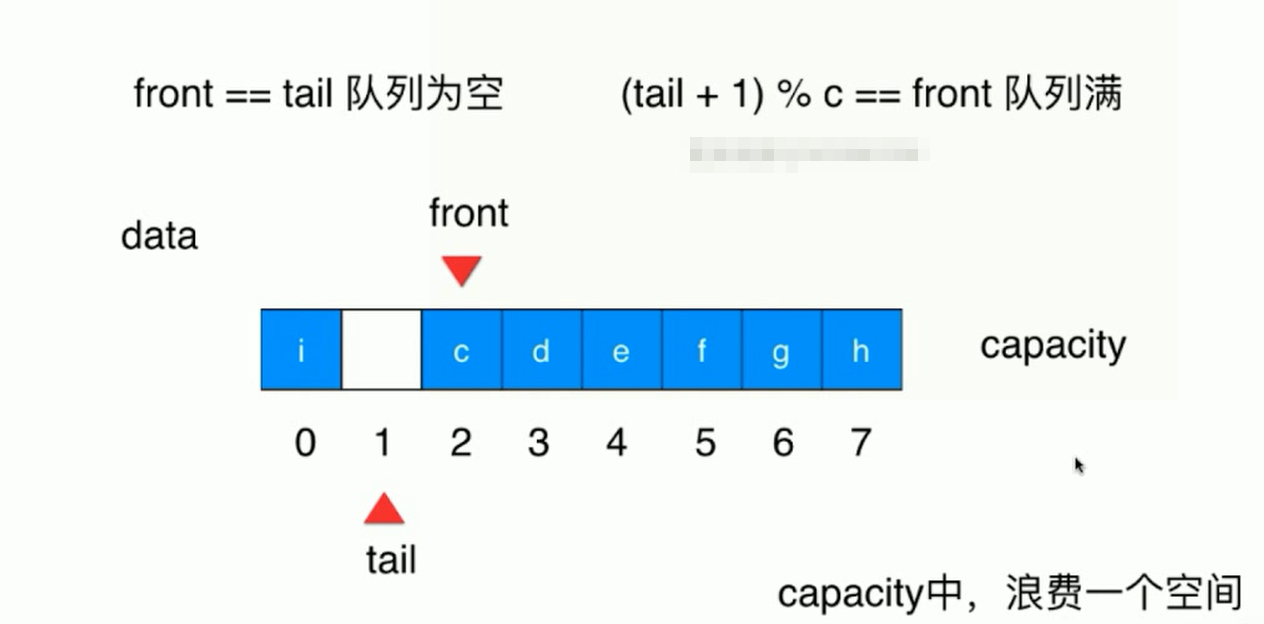 front == tail 队列为空
(tail + 1) % c == front 队列满
front
data
i c d e f g h
capacity
0 1 2 3 4 5 6 7
tail
capacity中，浪费一个空间